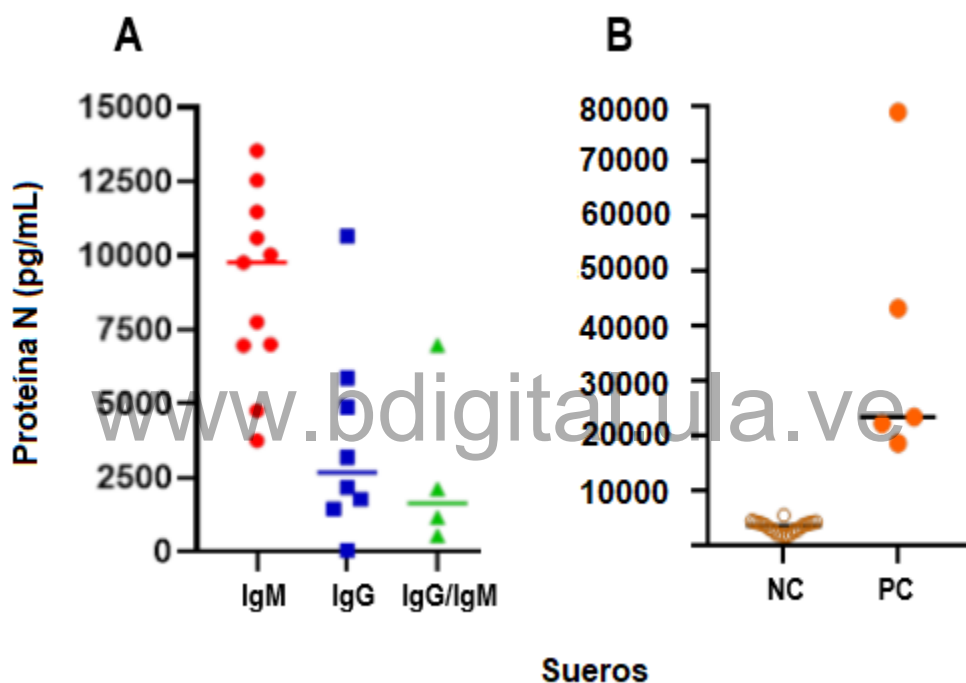 A
B
Proteína N (pg/mL)
15000
12500
10000
7500
5000
2500
0
IgM
IgG
IgG/IgM
80000
70000
60000
50000
40000
30000
20000
10000
NC
PC
Sueros
www.bdigital.ula.ve